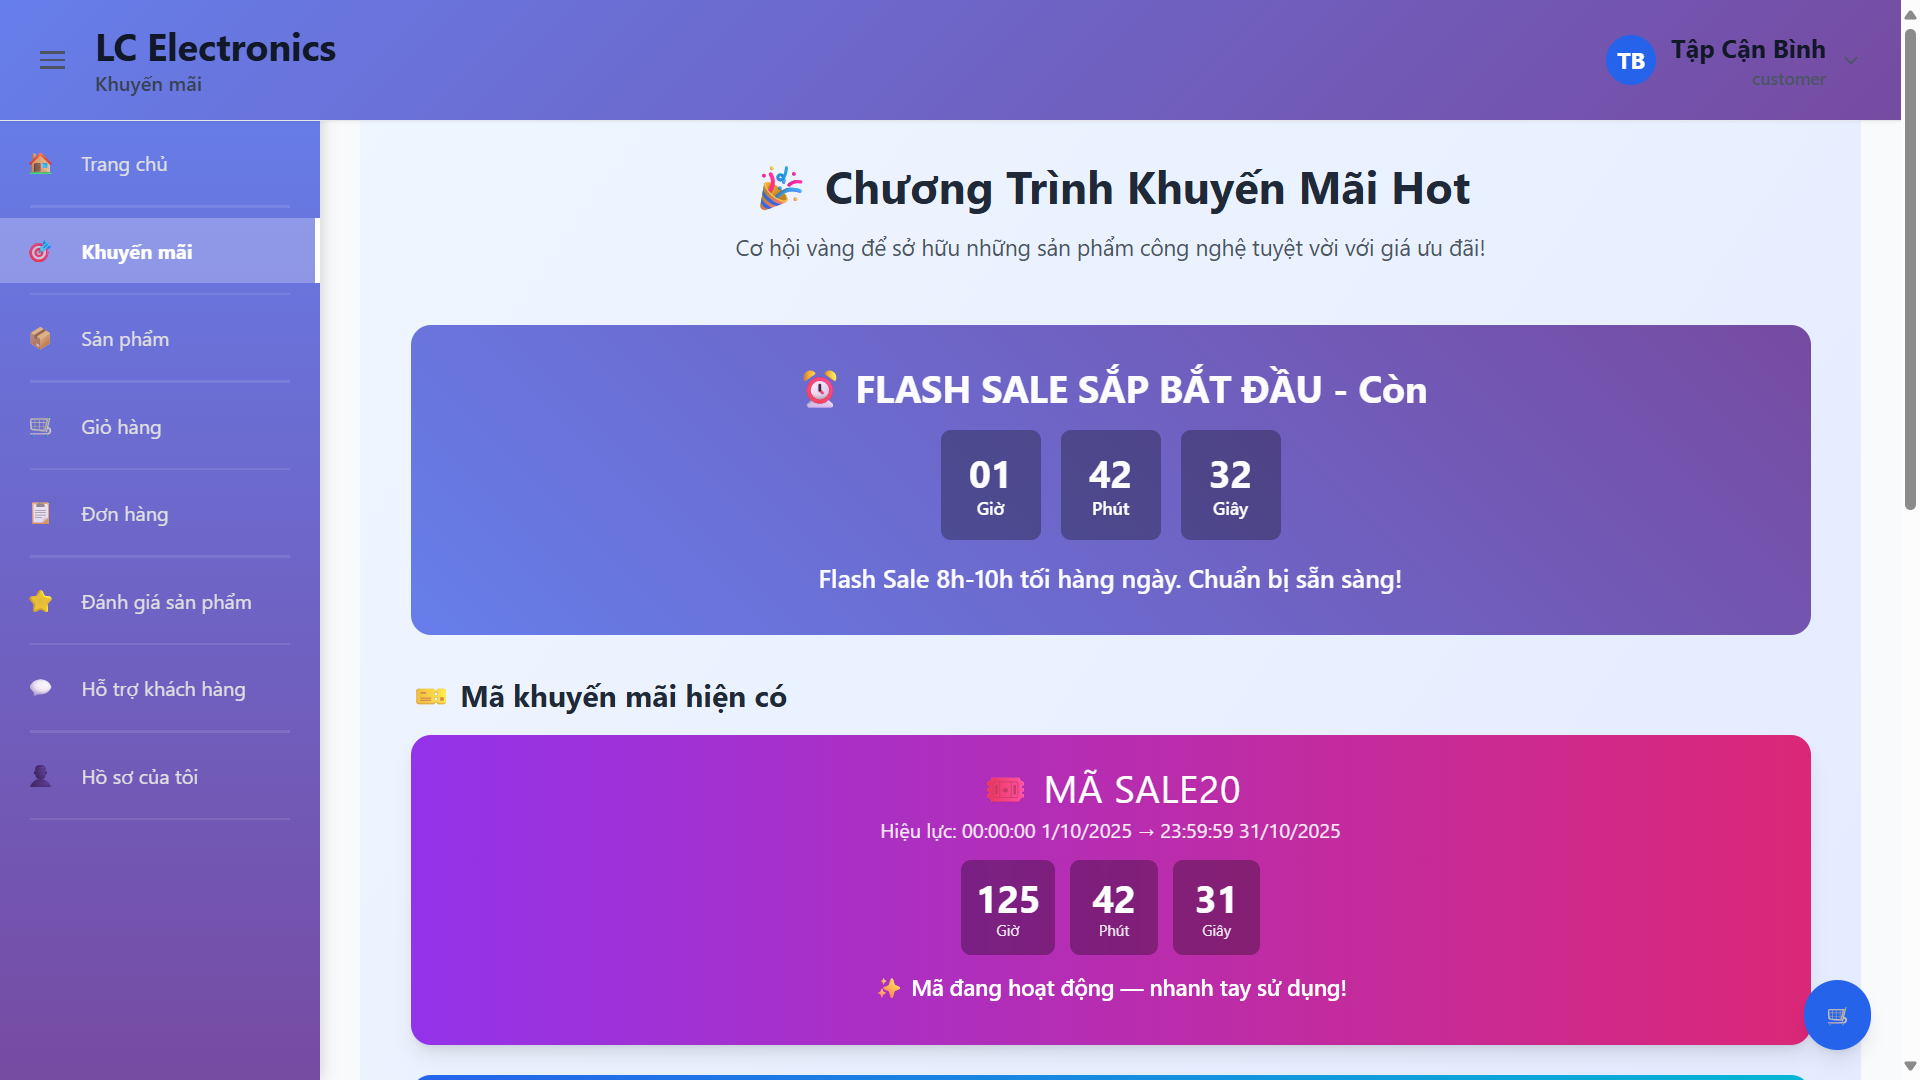 LC Electronics
Khuyến mãi
TB
Tập Cận Bình
customer
Trang chủ
Khuyến mãi
Sản phẩm
Giỏ hàng
Đơn hàng
Đánh giá sản phẩm
Hỗ trợ khách hàng
Hồ sơ của tôi
Chương Trình Khuyến Mãi Hot
Cơ hội vàng để sở hữu những sản phẩm công nghệ tuyệt vời với giá ưu đãi!
FLASH SALE SẮP BẮT ĐẦU - Còn
01 42 32
Giờ Phút Giây
Flash Sale 8h-10h tối hàng ngày. Chuẩn bị sẵn sàng!
Mã khuyến mãi hiện có
MÃ SALE20
Hiệu lực: 00:00:00 1/10/2025 → 23:59:59 31/10/2025
125 42 31
Giờ Phút Giây
Mã đang hoạt động — nhanh tay sử dụng!